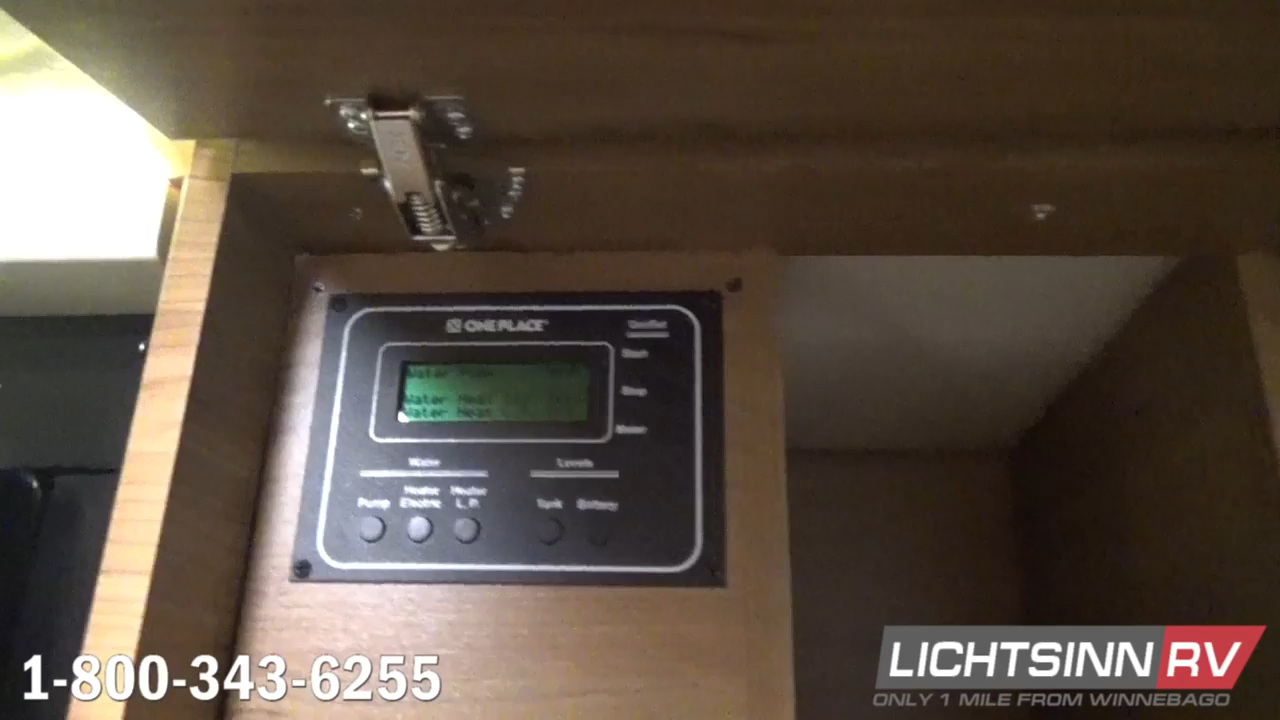 ONE PLACE
Start
Stop
Water Pump
Water Heat
Water Heat
Water
Levels
Pump
Heater Electric
Heater L.P.
Tank
Battery
1-800-343-6255
LICHTSINN RV
ONLY 1 MILE FROM WINNEBAGO